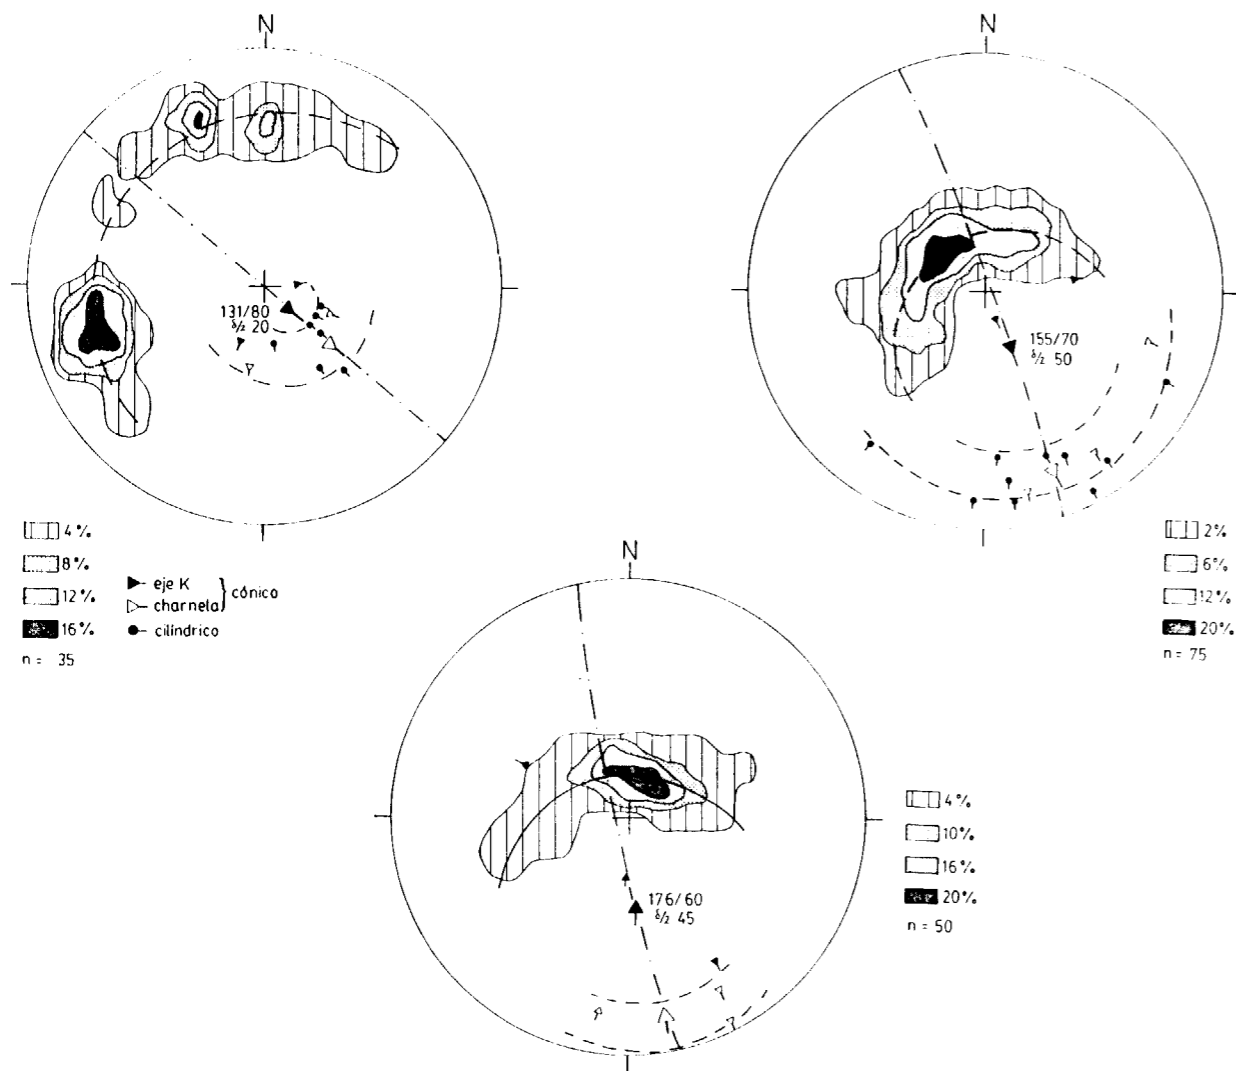 N
131/80
δ/2 20
4%
8%
12%
16%
n = 35
eje K
charnela
cónico
cilíndrico
N
155/70
δ/2 50
2%
6%
12%
20%
n = 75
N
176/60
δ/2 45
4%
10%
16%
20%
n = 50